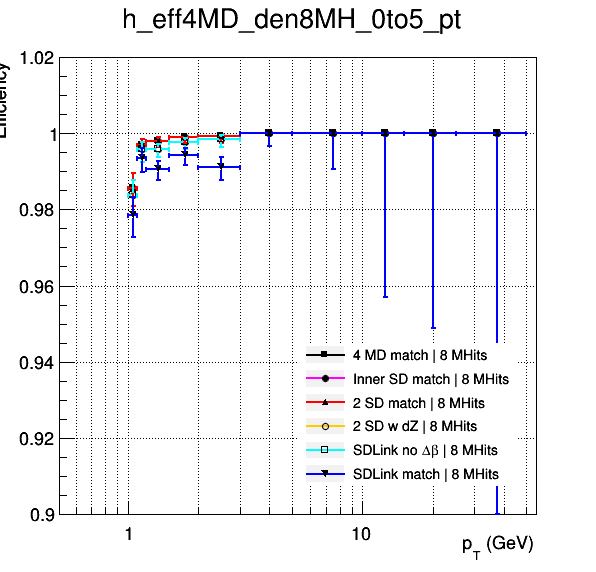 h_eff4MD_den8MH_0to5_pt
Efficiency
1.02
1
0.98
0.96
0.94
0.92
0.9
4 MD match | 8 MHits
Inner SD match | 8 MHits
2 SD match | 8 MHits
2 SD w dZ | 8 MHits
SDLink no Δβ | 8 MHits
SDLink match | 8 MHits
1
10
p_T (GeV)